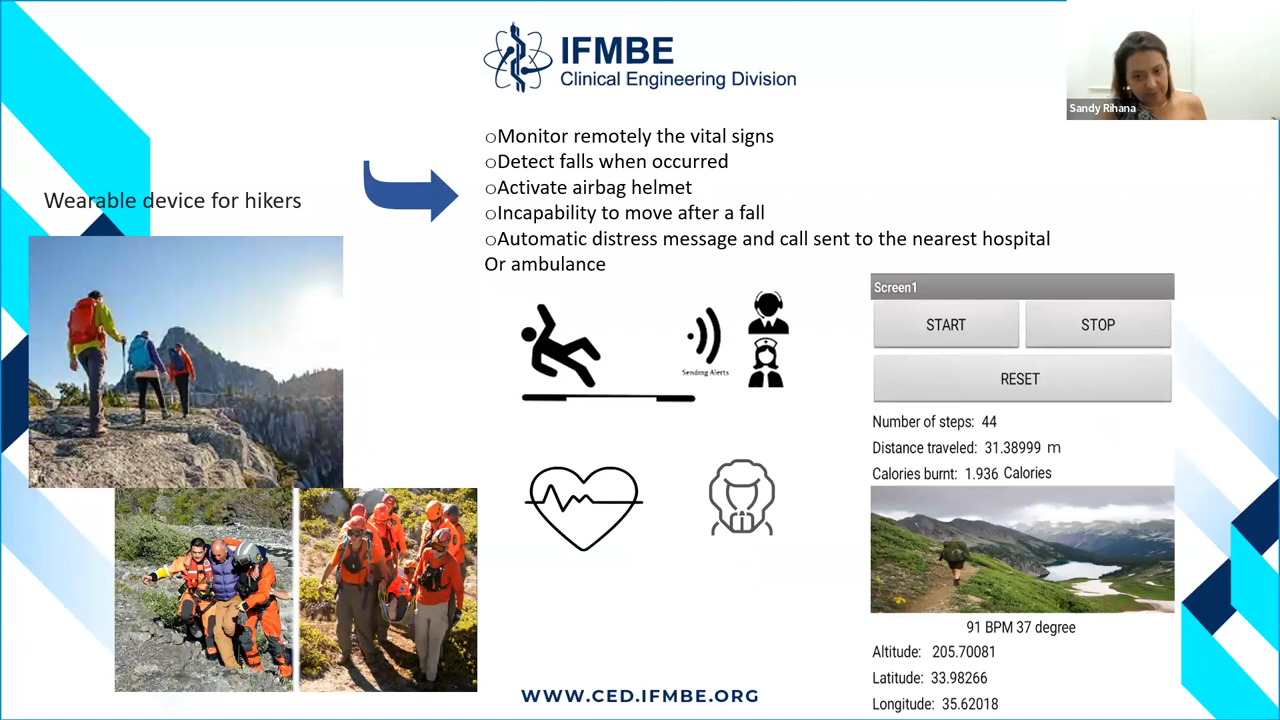 IFMBE
Clinical Engineering Division
Sandy Rihana
Wearable device for hikers
oMonitor remotely the vital signs
oDetect falls when occurred
oActivate airbag helmet
oIncapability to move after a fall
oAutomatic distress message and call sent to the nearest hospital
Or ambulance
Sending Alerts
Screen1
START STOP
RESET
Number of steps: 44
Distance traveled: 31.38999 m
Calories burnt: 1.936 Calories
91 BPM 37 degree
Altitude: 205.70081
Latitude: 33.98266
Longitude: 35.62018
WWW.CED.IFMBE.ORG